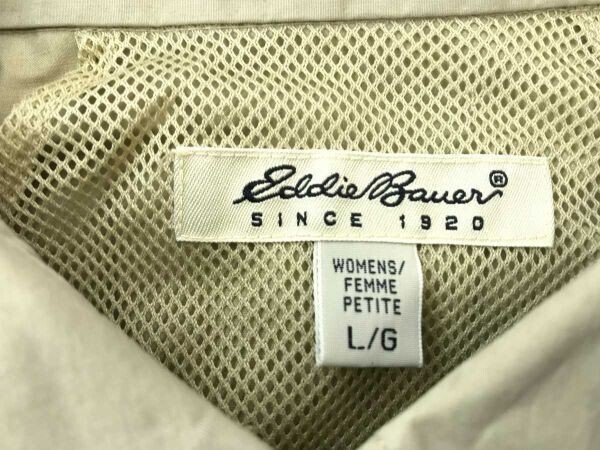 Eddie Bauer®
SINCE 1920
WOMENS/
FEMME
PETITE
L/G